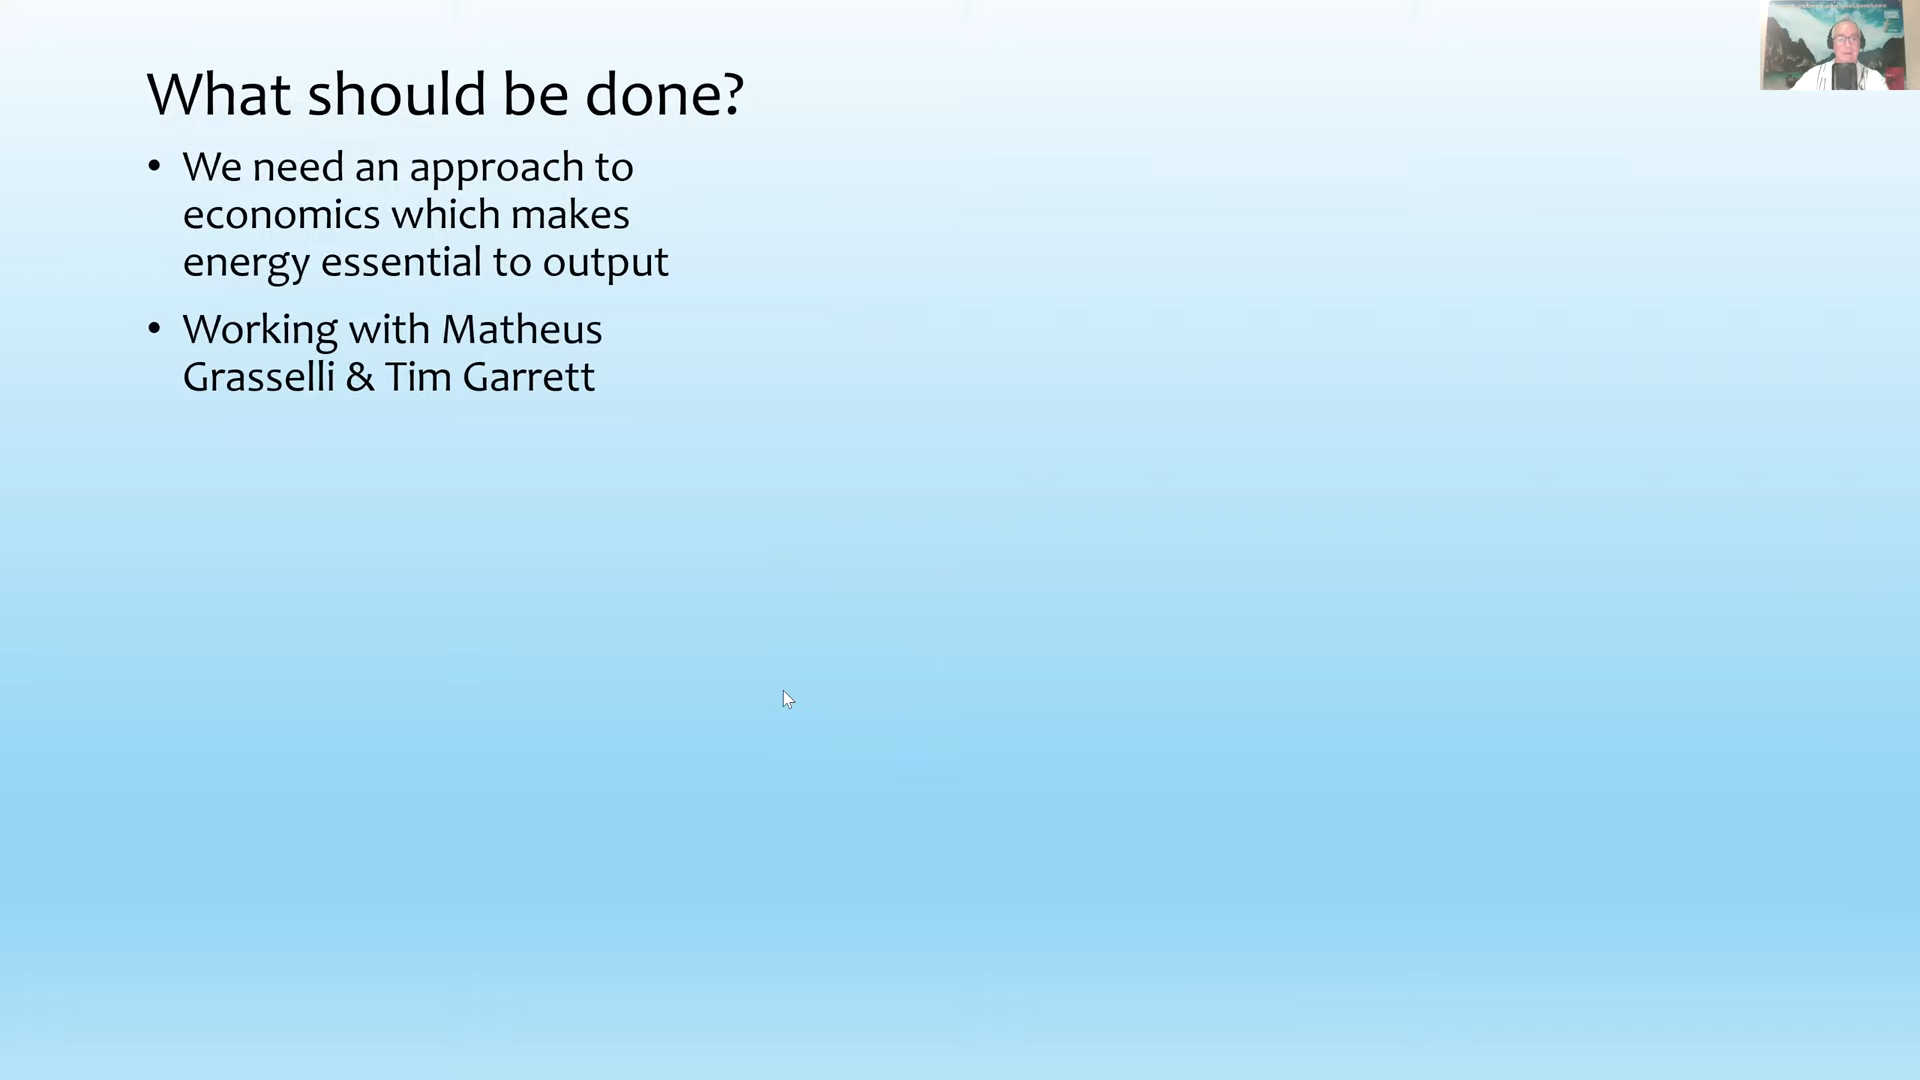 What should be done?
• We need an approach to
economics which makes
energy essential to output
• Working with Matheus
Grasselli & Tim Garrett